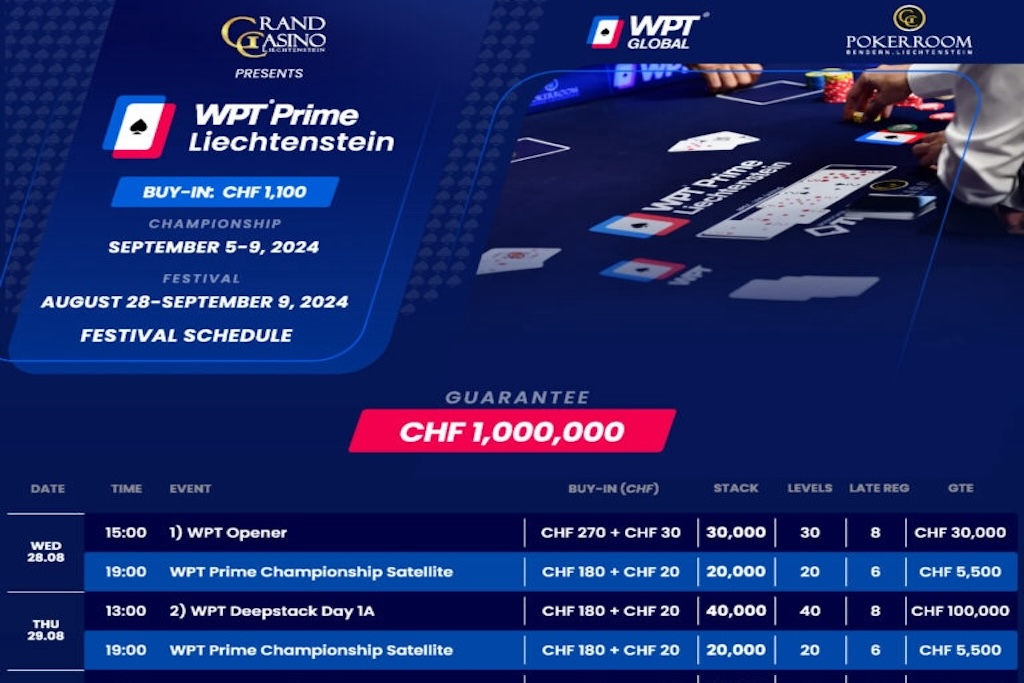 GRAND CASINO
LIECHTENSTEIN
PRESENTS
WPT Prime
Liechtenstein
BUY-IN: CHF 1,100
CHAMPIONSHIP
SEPTEMBER 5-9, 2024
FESTIVAL
AUGUST 28-SEPTEMBER 9, 2024
FESTIVAL SCHEDULE
WPT®
GLOBAL
POKERROOM
BENDERN.LIECHTENSTEIN
POKERROOM
WPT Prime
Liechtenstein
WPT
GUARANTEE
CHF 1,000,000
DATE TIME EVENT BUY-IN (CHF) STACK LEVELS LATE REG GTE
WED
28.08
15:00 1) WPT Opener CHF 270 + CHF 30 30,000 30 8 CHF 30,000
19:00 WPT Prime Championship Satellite CHF 180 + CHF 20 20,000 20 6 CHF 5,500
THU
29.08
13:00 2) WPT Deepstack Day 1A CHF 180 + CHF 20 40,000 40 8 CHF 100,000
19:00 WPT Prime Championship Satellite CHF 180 + CHF 20 20,000 20 6 CHF 5,500